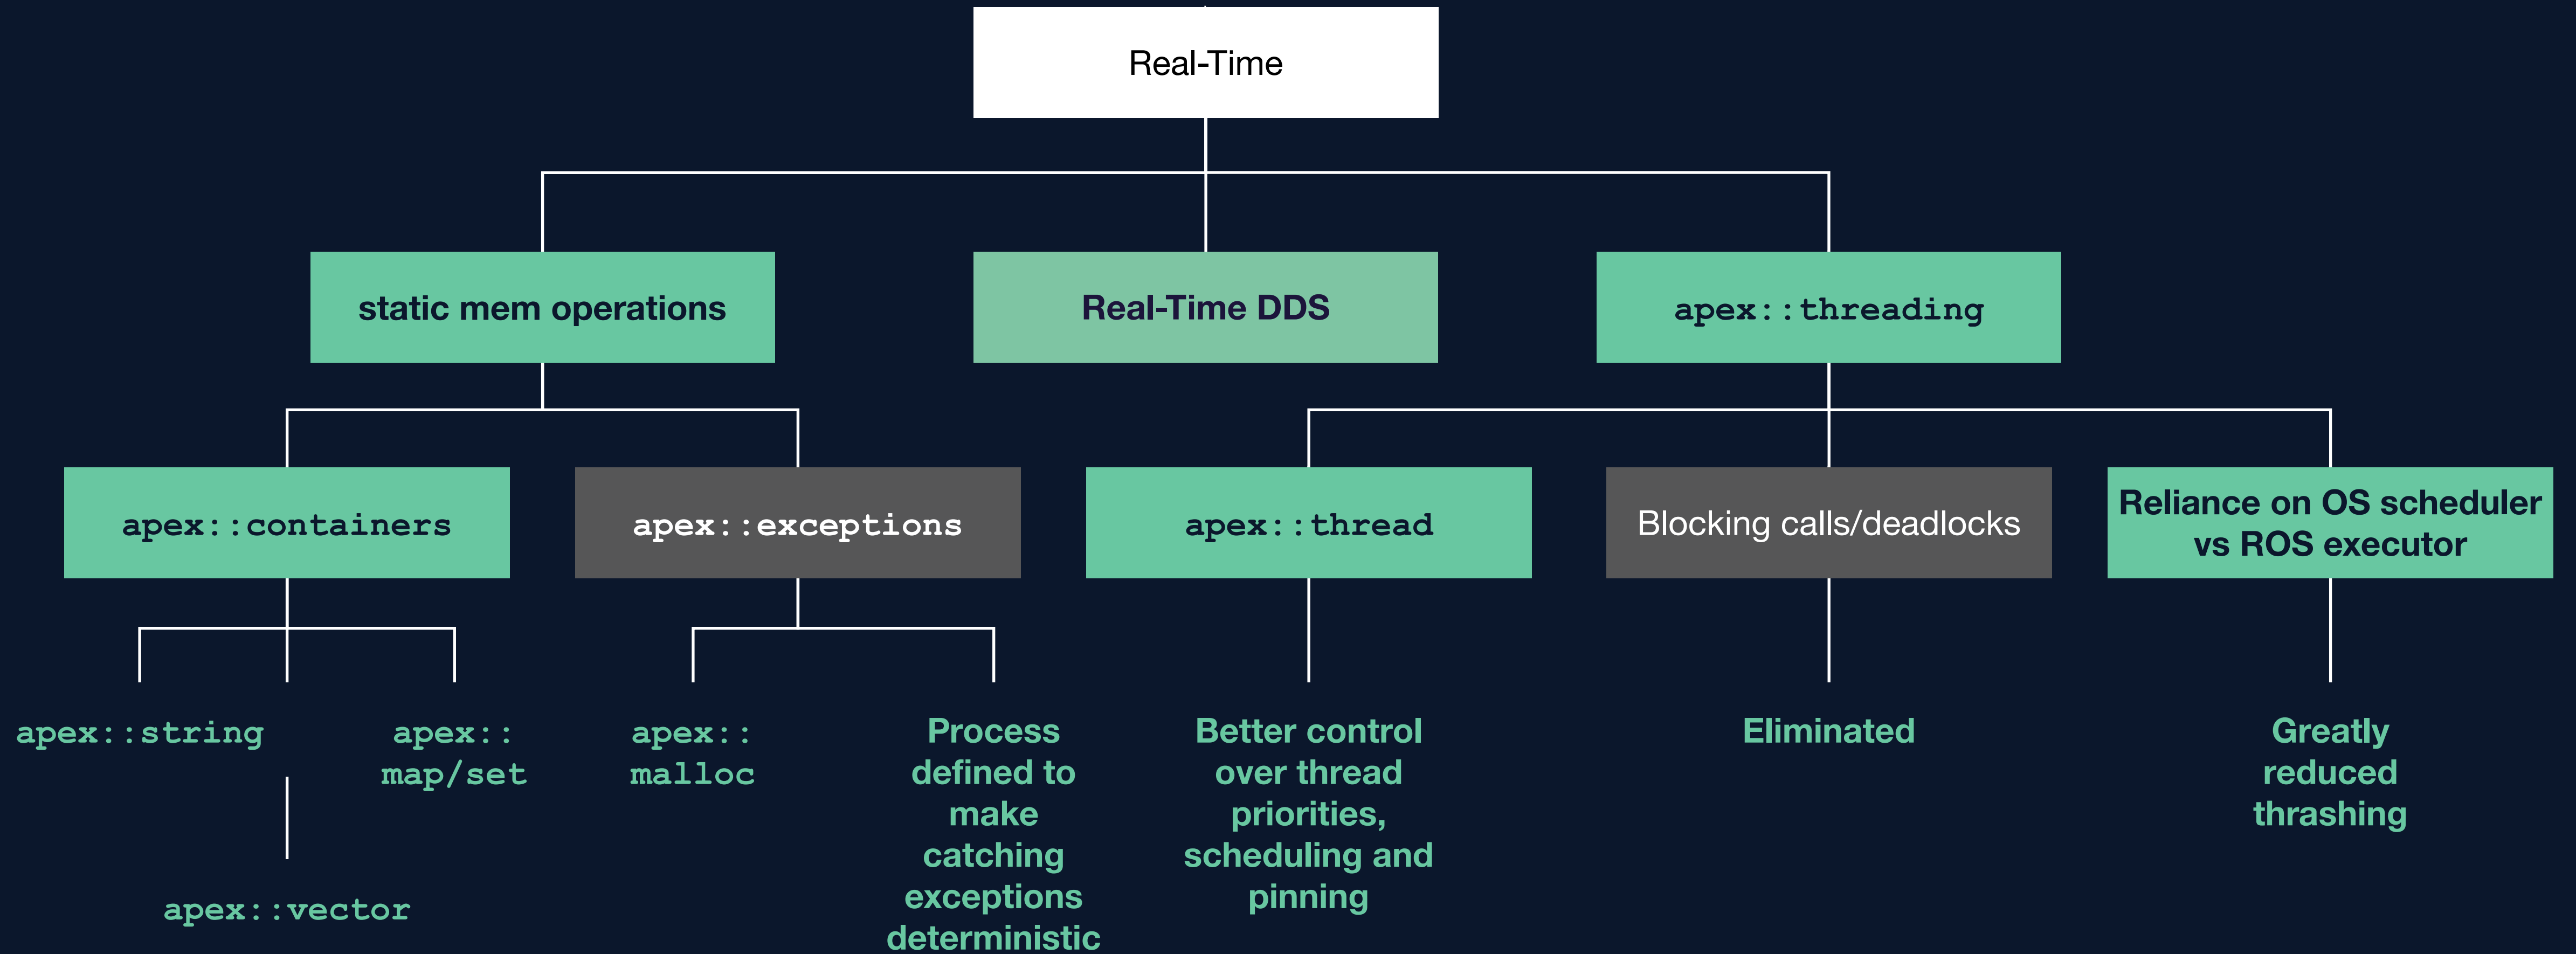 Real-Time
static mem operations
Real-Time DDS
apex::threading
apex::containers
apex::exceptions
apex::thread
Blocking calls/deadlocks
Reliance on OS scheduler
vs ROS executor
apex::string
apex::vector
apex::
map/set
apex::
malloc
Process
defined to
make
catching
exceptions
deterministic
Better control
over thread
priorities,
scheduling and
pinning
Eliminated
Greatly
reduced
thrashing